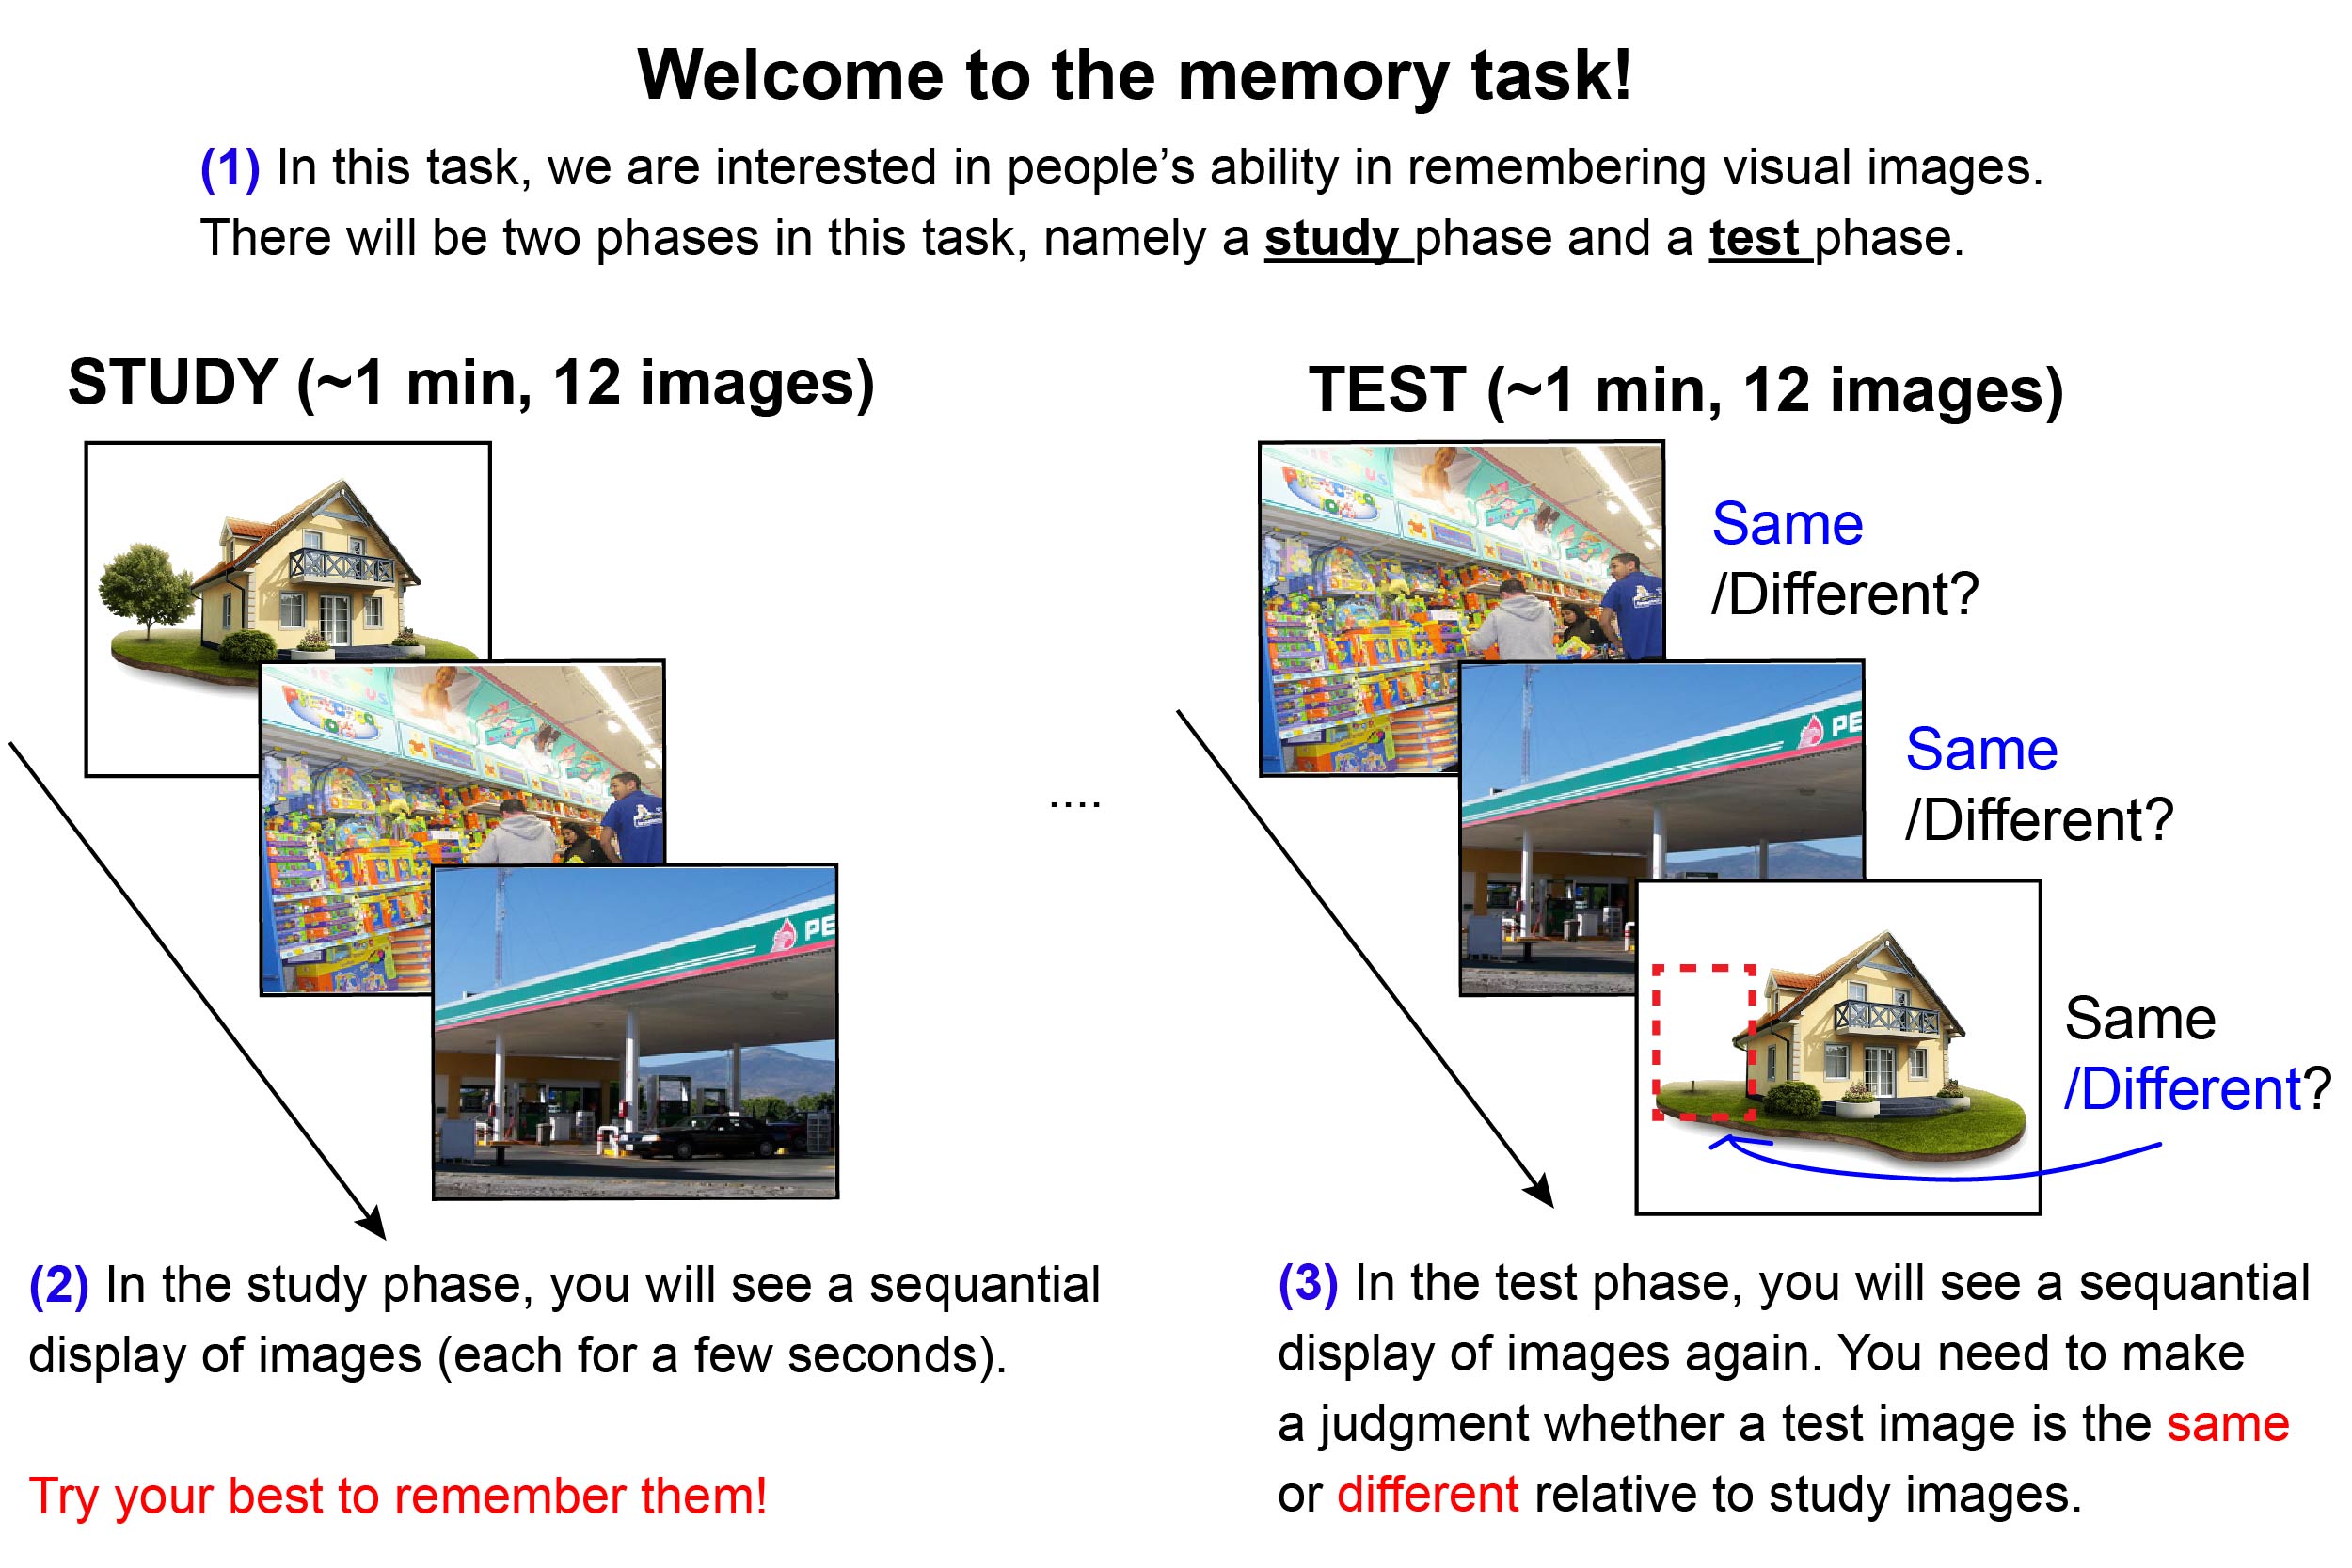 Welcome to the memory task!
(1) In this task, we are interested in people's ability in remembering visual images.
There will be two phases in this task, namely a study phase and a test phase.
STUDY (~1 min, 12 images)
PE
....
(2) In the study phase, you will see a sequantial
display of images (each for a few seconds).
Try your best to remember them!
TEST (~1 min, 12 images)
Same
/Different?
PE
Same
/Different?
Same
/Different?
(3) In the test phase, you will see a sequantial
display of images again. You need to make
a judgment whether a test image is the same
or different relative to study images.